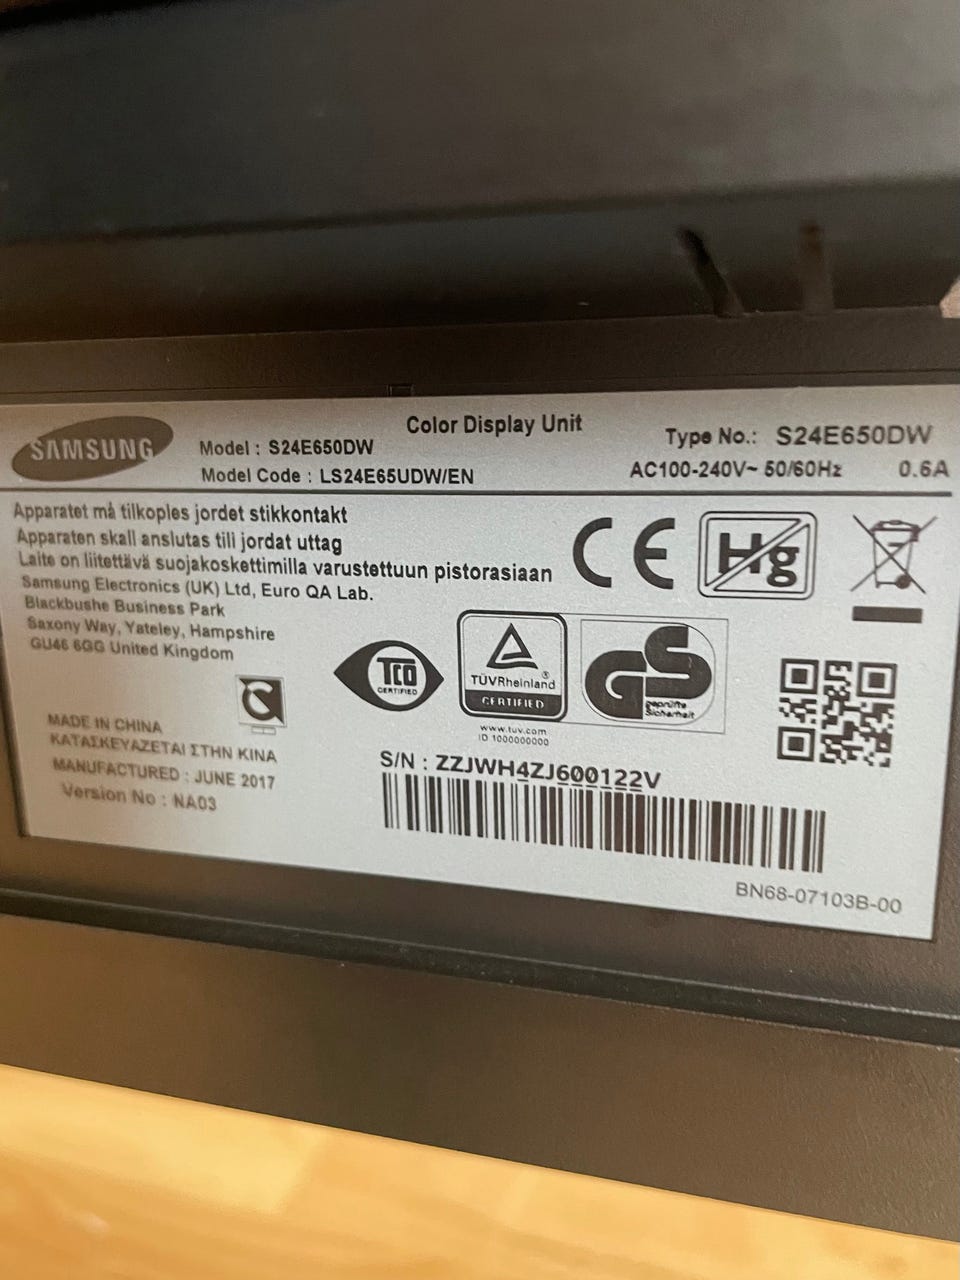 SAMSUNG
Color Display Unit
Model : S24E650DW
Type No.: S24E650DW
Model Code : LS24E65UDW/EN
AC100-240V~ 50/60Hz 0.6A
Apparatet må tilkoples jordet stikkontakt
Apparaten skall anslutas till jordat uttag
Laite on liitettävä suojakoskettimilla varustettuun pistorasiaan
Samsung Electronics (UK) Ltd, Euro QA Lab.
Blackbushe Business Park
Saxony Way, Yateley, Hampshire
GU46 6GG United Kingdom
CE
Hg
TCO
CERTIFIED
TÜVRheinland®
CERTIFIED
www.tuv.com
ID 1000000000
GS
geprüfte
Sicherheit
MADE IN CHINA
ΚΑΤΑΣΚΕΥΑΖΕΤΑΙ ΣΤΗΝ ΚΙΝΑ
MANUFACTURED : JUNE 2017
Version No : NA03
S/N : ZZJWH4ZJ600122V
BN68-07103B-00